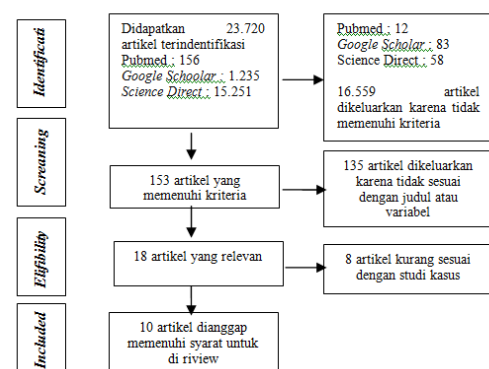 Identificati
Didapatkan 23.720
artikel terindentifikasi
Pubmed : 156
Google Schoolar : 1.235
Science Direct : 15.251
Pubmed : 12
Google Scholar : 83
Science Direct : 58
16.559 artikel
dikeluarkan karena tidak
memenuhi kriteria
Screaning
153 artikel yang
memenuhi kriteria
135 artikel dikeluarkan
karena tidak sesuai
dengan judul atau
variabel
Elifibility
18 artikel yang relevan
8 artikel kurang sesuai
dengan studi kasus
Included
10 artikel dianggap
memenuhi syarat untuk
di riview